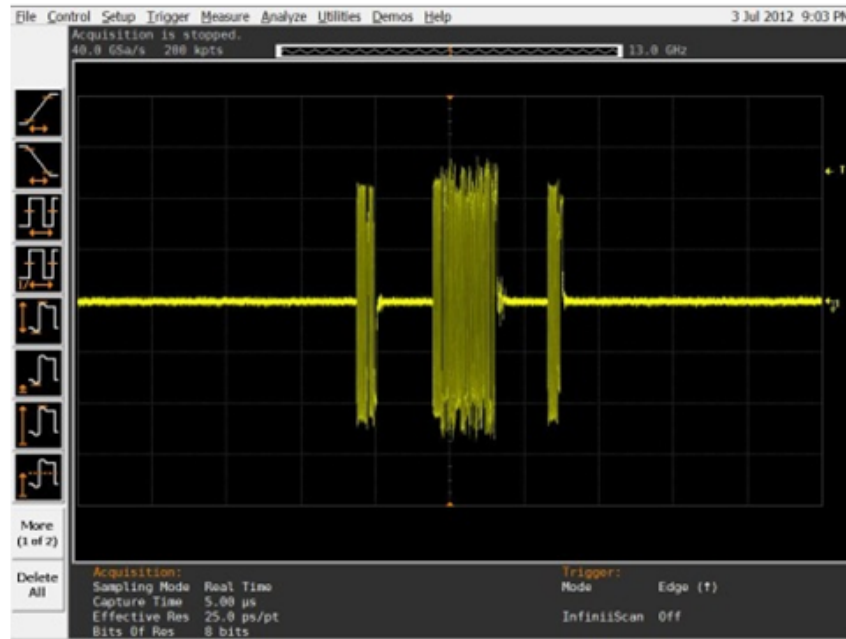 File Control Setup Trigger Measure Analyze Utilities Demos Help 3 Jul 2012 9:03 PM
Acquisition is stopped.
40.0 GSa/s 200 kpts 13.0 GHz
T
More
(1 of 2)
Delete
All
Acquisition:
Sampling Mode Real Time
Capture Time 5.00 µs
Effective Res 25.0 ps/pt
Bits Of Res 8 bits
Trigger:
Mode Edge (↑)
InfiniiScan Off